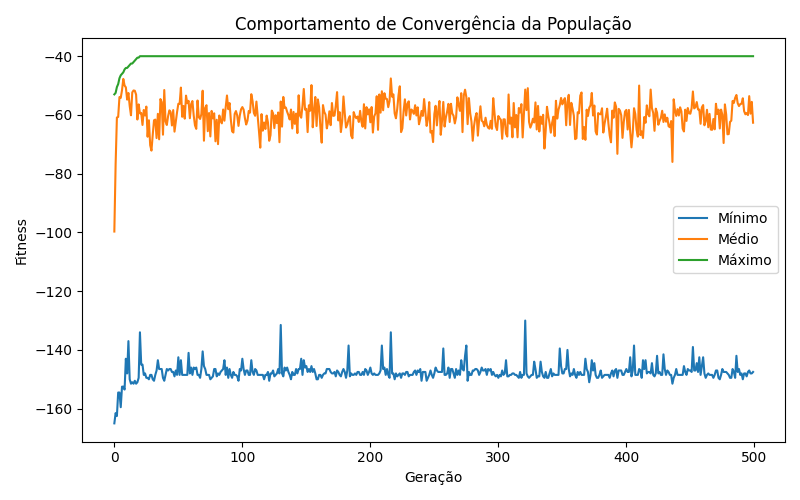 Comportamento de Convergência da População
Fitness
−40
−60
−80
−100
−120
−140
−160
Mínimo
Médio
Máximo
0
100
200
300
400
500
Geração